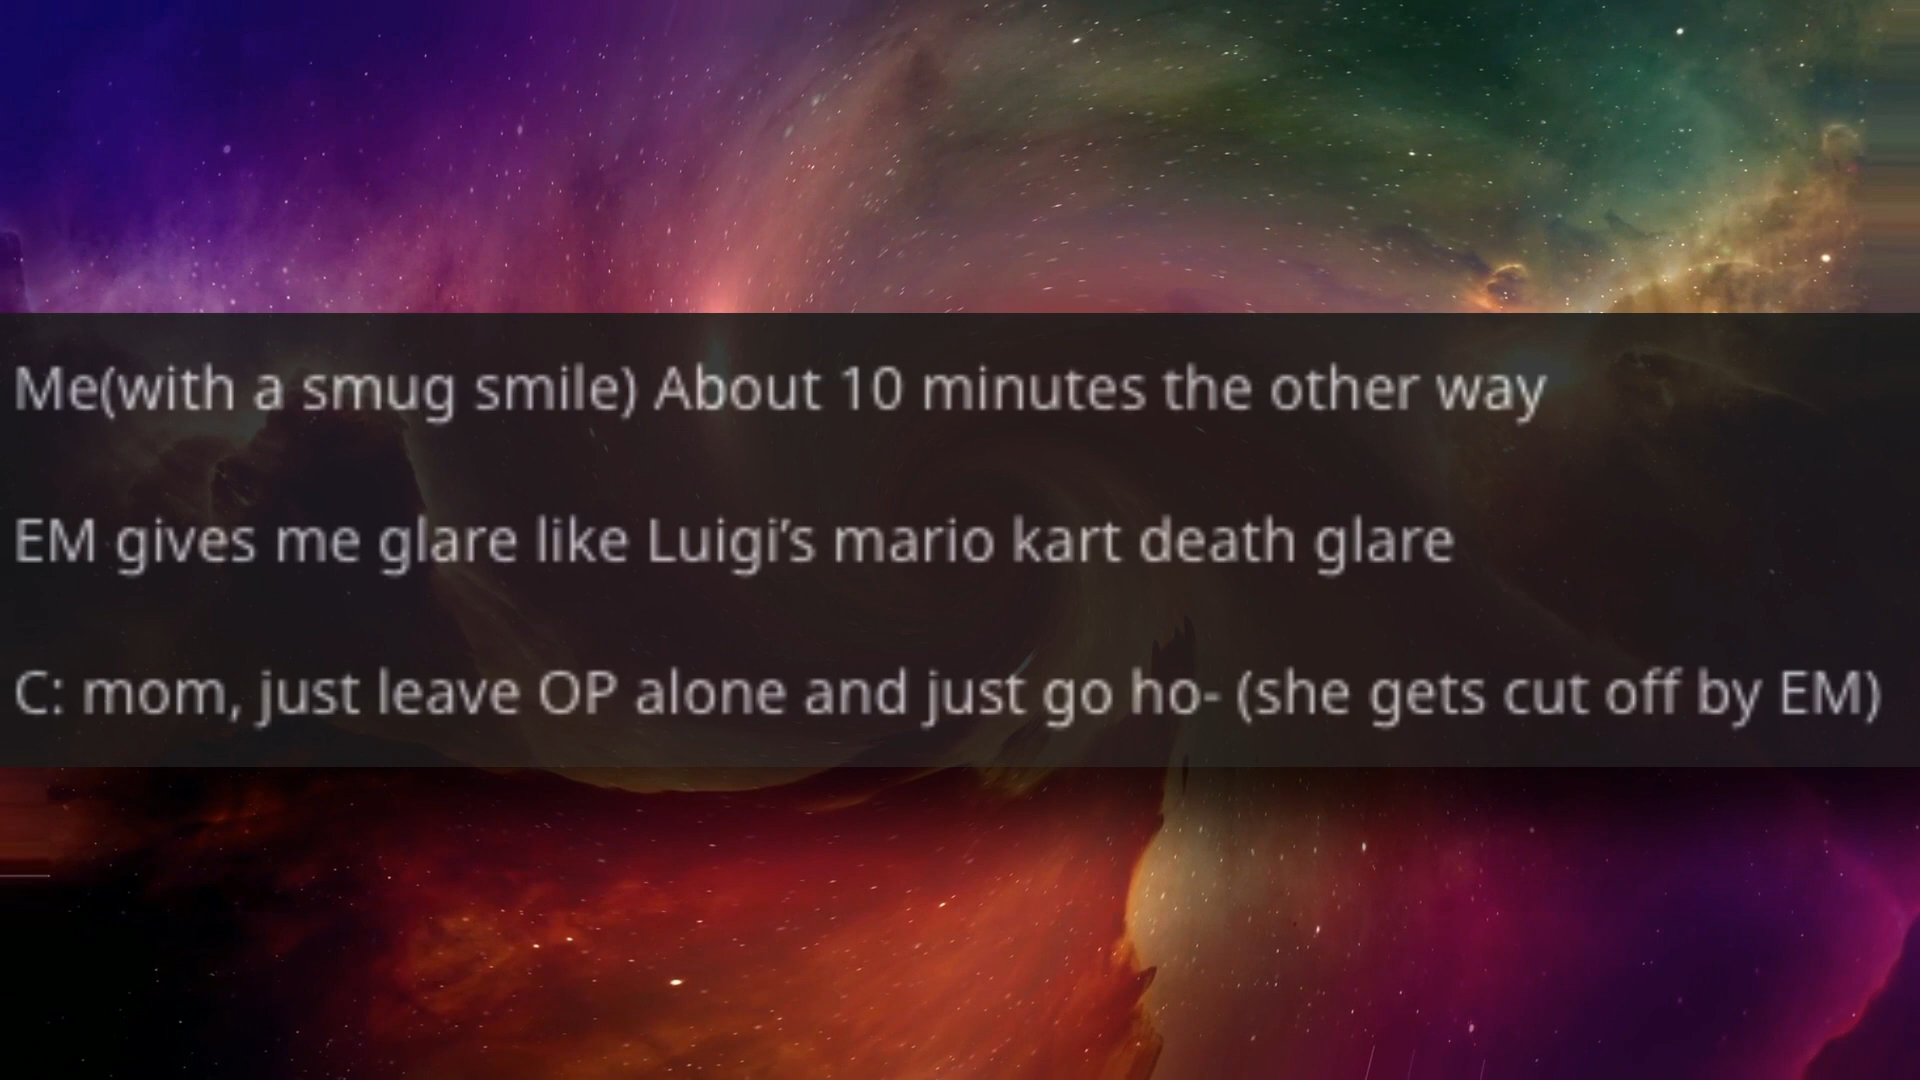 Me(with a smug smile) About 10 minutes the other way
EM gives me glare like Luigi’s mario kart death glare
C: mom, just leave OP alone and just go ho- (she gets cut off by EM)